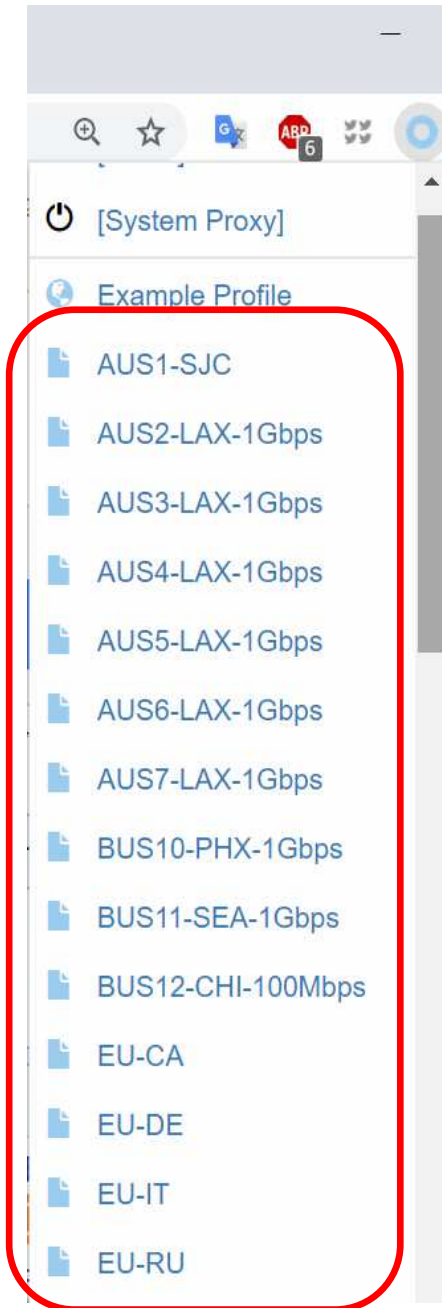 ABP
6
[System Proxy]
Example Profile
AUS1-SJC
AUS2-LAX-1Gbps
AUS3-LAX-1Gbps
AUS4-LAX-1Gbps
AUS5-LAX-1Gbps
AUS6-LAX-1Gbps
AUS7-LAX-1Gbps
BUS10-PHX-1Gbps
BUS11-SEA-1Gbps
BUS12-CHI-100Mbps
EU-CA
EU-DE
EU-IT
EU-RU